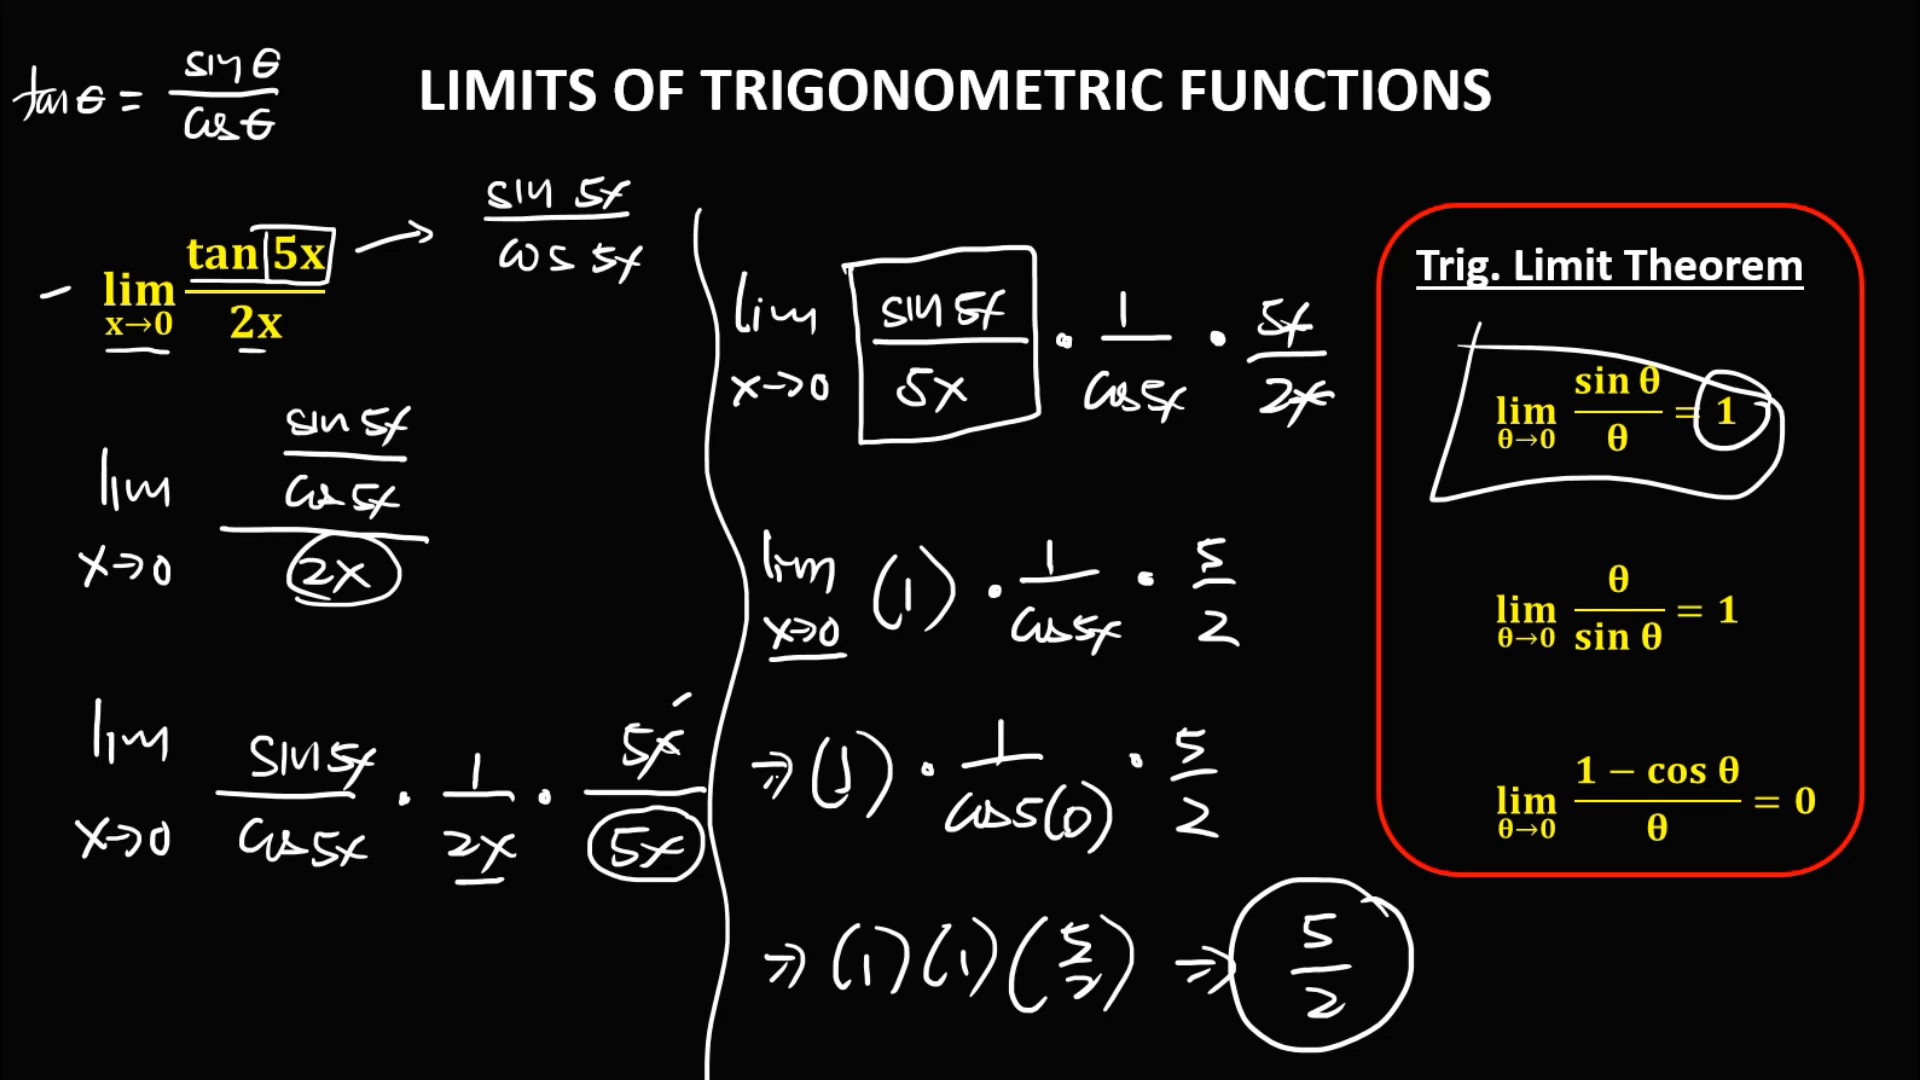 LIMITS OF TRIGONOMETRIC FUNCTIONS
tan θ = sin θ / cos θ
lim x→0 tan 5x / 2x → sin 5x / cos 5x
lim x→0 (sin 5x / cos 5x) / 2x
lim x→0 sin 5x / cos 5x · 1 / 2x · 5x / 5x
lim x→0 sin 5x / 5x · 1 / cos 5x · 5x / 2x
lim x→0 (1) · 1 / cos 5x · 5 / 2
⇒ (1) · 1 / cos 5(0) · 5 / 2
⇒ (1) (1) (5/2) ⇒ 5/2
Trig. Limit Theorem
lim θ→0 sin θ / θ = 1
lim θ→0 θ / sin θ = 1
lim θ→0 1 − cos θ / θ = 0